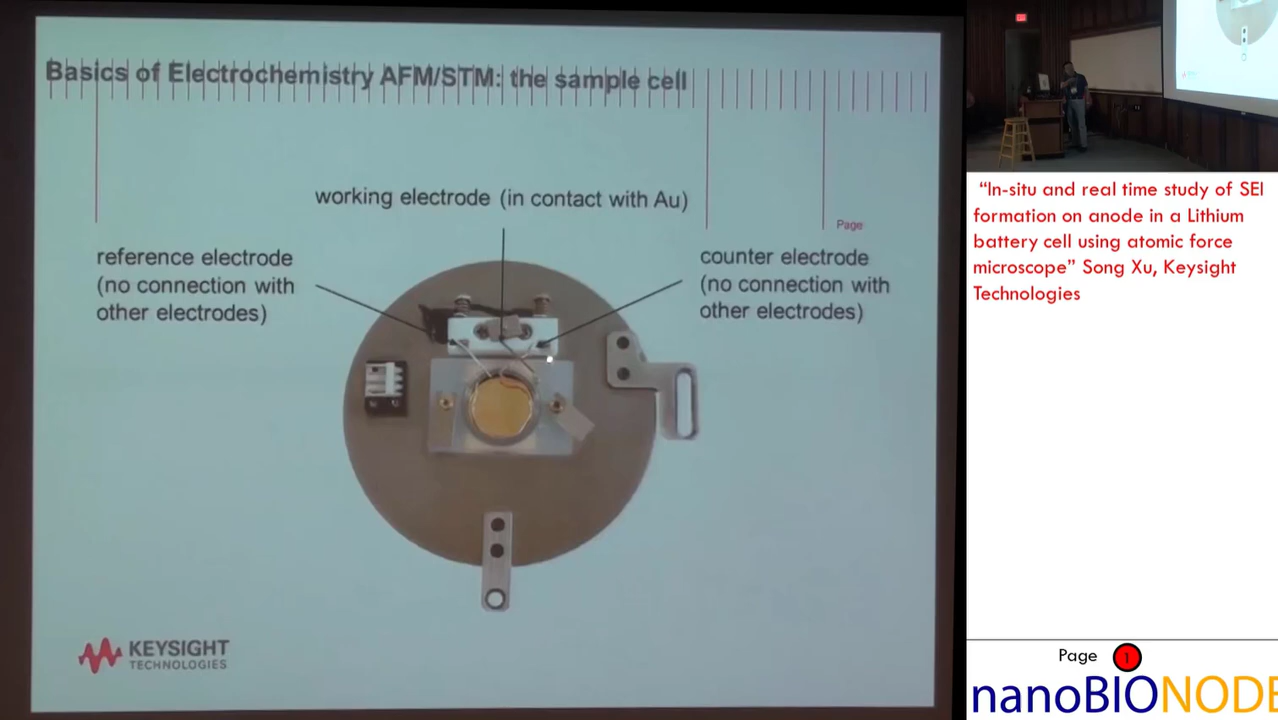 Basics of Electrochemistry AFM/STM: the sample cell
working electrode (in contact with Au)
Page
reference electrode
(no connection with
other electrodes)
counter electrode
(no connection with
other electrodes)
KEYSIGHT
TECHNOLOGIES
“In-situ and real time study of SEI
formation on anode in a Lithium
battery cell using atomic force
microscope” Song Xu, Keysight
Technologies
Page 1
nanoBIONODE